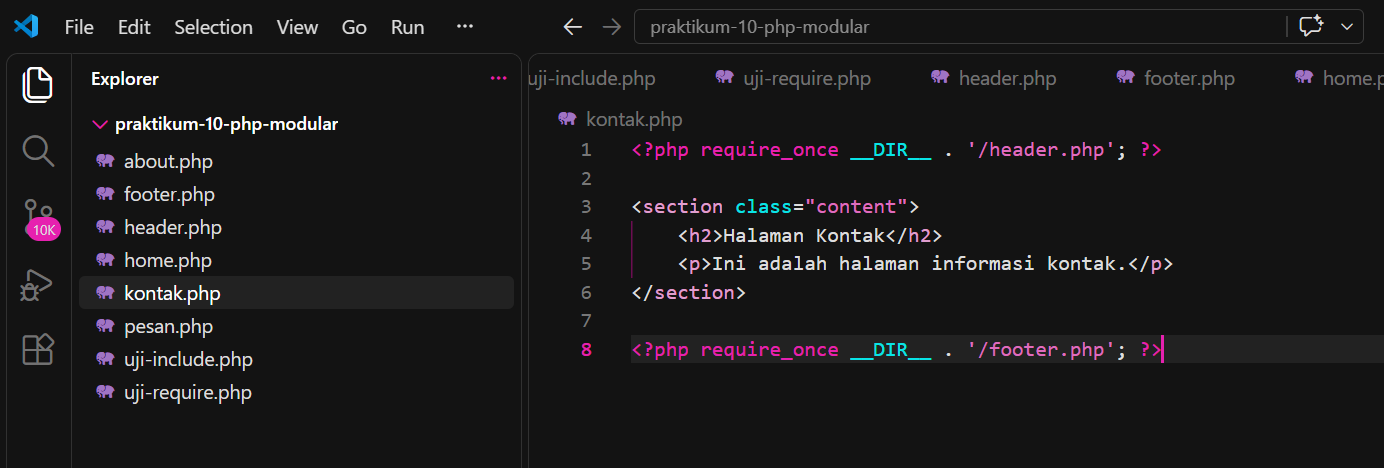 File Edit Selection View Go Run ··· praktikum-10-php-modular
Explorer ···
uji-include.php uji-require.php header.php footer.php home.p
praktikum-10-php-modular
about.php
footer.php
header.php
home.php
kontak.php
pesan.php
uji-include.php
uji-require.php
10K
kontak.php
1 <?php require_once __DIR__ . '/header.php'; ?>
2
3 <section class="content">
4 <h2>Halaman Kontak</h2>
5 <p>Ini adalah halaman informasi kontak.</p>
6 </section>
7
8 <?php require_once __DIR__ . '/footer.php'; ?>